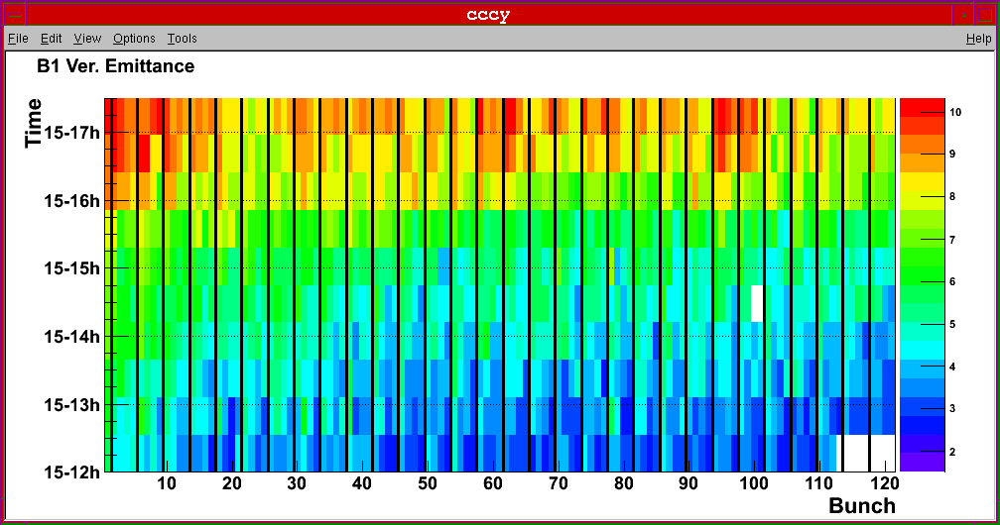 cccy
File Edit View Options Tools Help
B1 Ver. Emittance
Time
15-17h
15-16h
15-15h
15-14h
15-13h
15-12h
10 20 30 40 50 60 70 80 90 100 110 120
Bunch
10
9
8
7
6
5
4
3
2